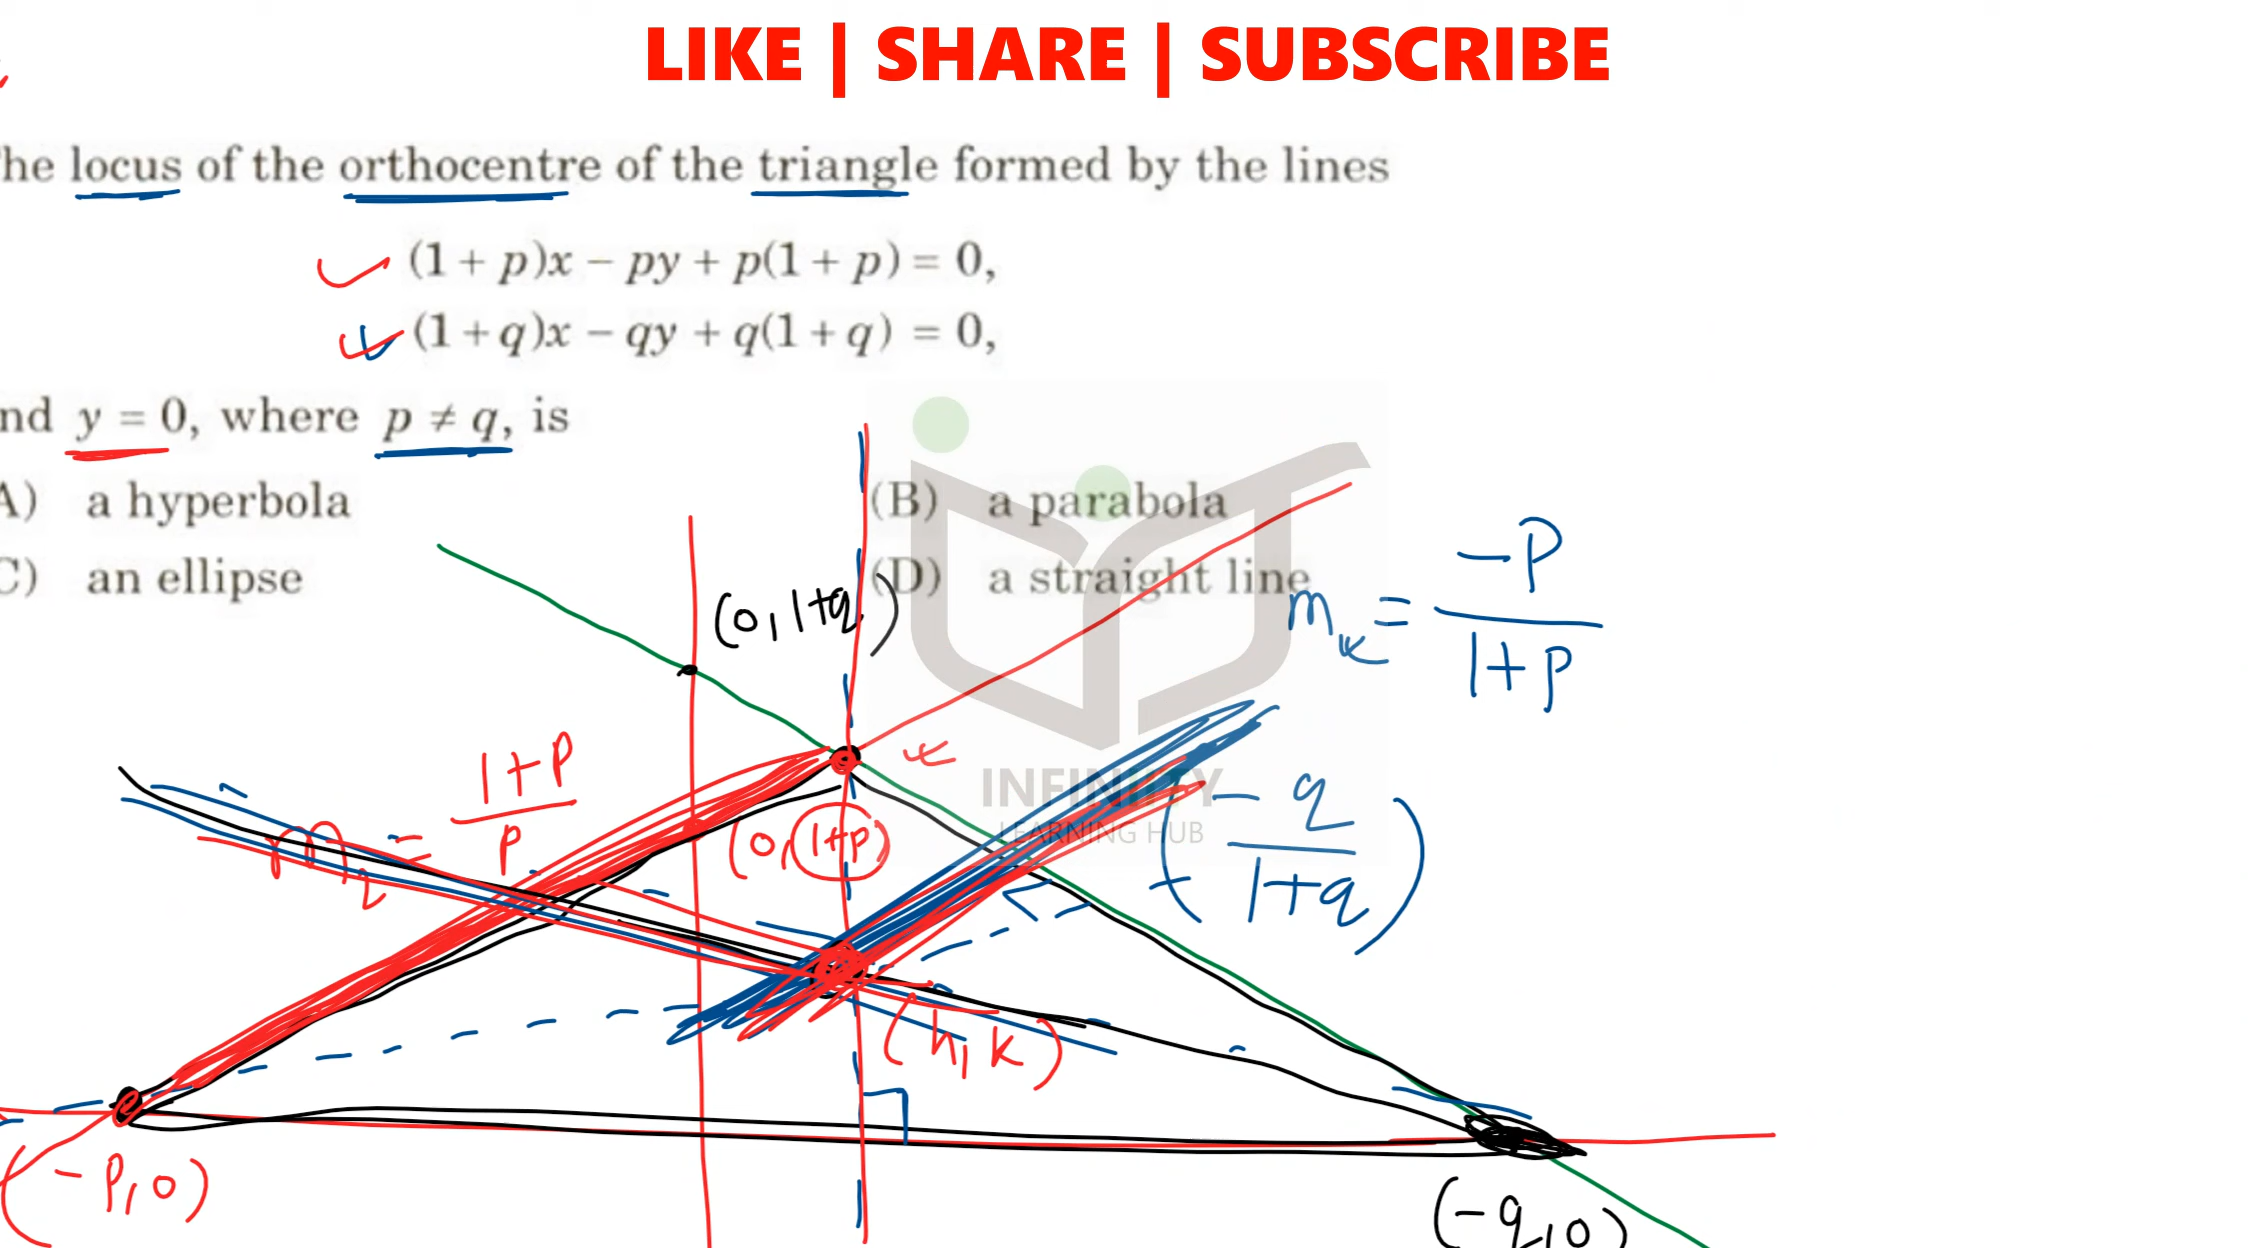 LIKE | SHARE | SUBSCRIBE
he locus of the orthocentre of the triangle formed by the lines
(1 + p)x − py + p(1 + p) = 0,
(1 + q)x − qy + q(1 + q) = 0,
nd y = 0, where p ≠ q, is
A) a hyperbola (B) a parabola
C) an ellipse (D) a straight line
(0, 1+q)
m = -p / 1+p
m = 1+p / p
(0, 1+p)
INFINITY
LEARNING HUB
(-q / 1+q)
(h, k)
(-p, 0)
(-q, 0)